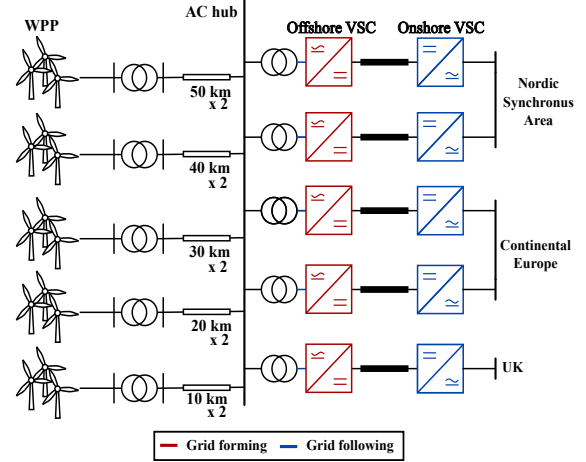 AC hub
WPP
Offshore VSC
Onshore VSC
50 km
x 2
Nordic
Synchronus
Area
40 km
x 2
30 km
x 2
Continental
Europe
20 km
x 2
10 km
x 2
UK
Grid forming
Grid following